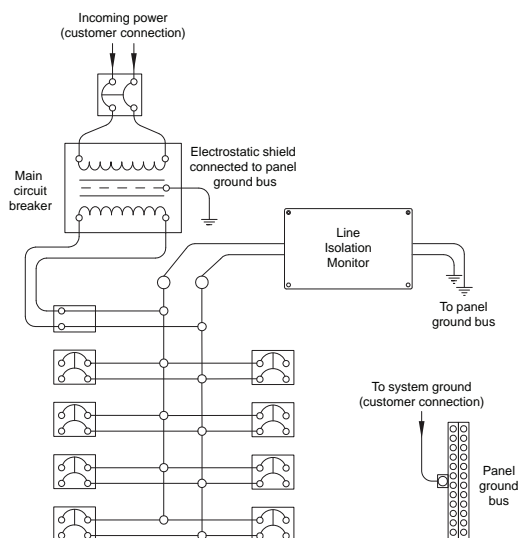 Incoming power
(customer connection)
Electrostatic shield
connected to panel
ground bus
Main
circuit
breaker
Line
Isolation
Monitor
To panel
ground bus
To system ground
(customer connection)
Panel
ground
bus